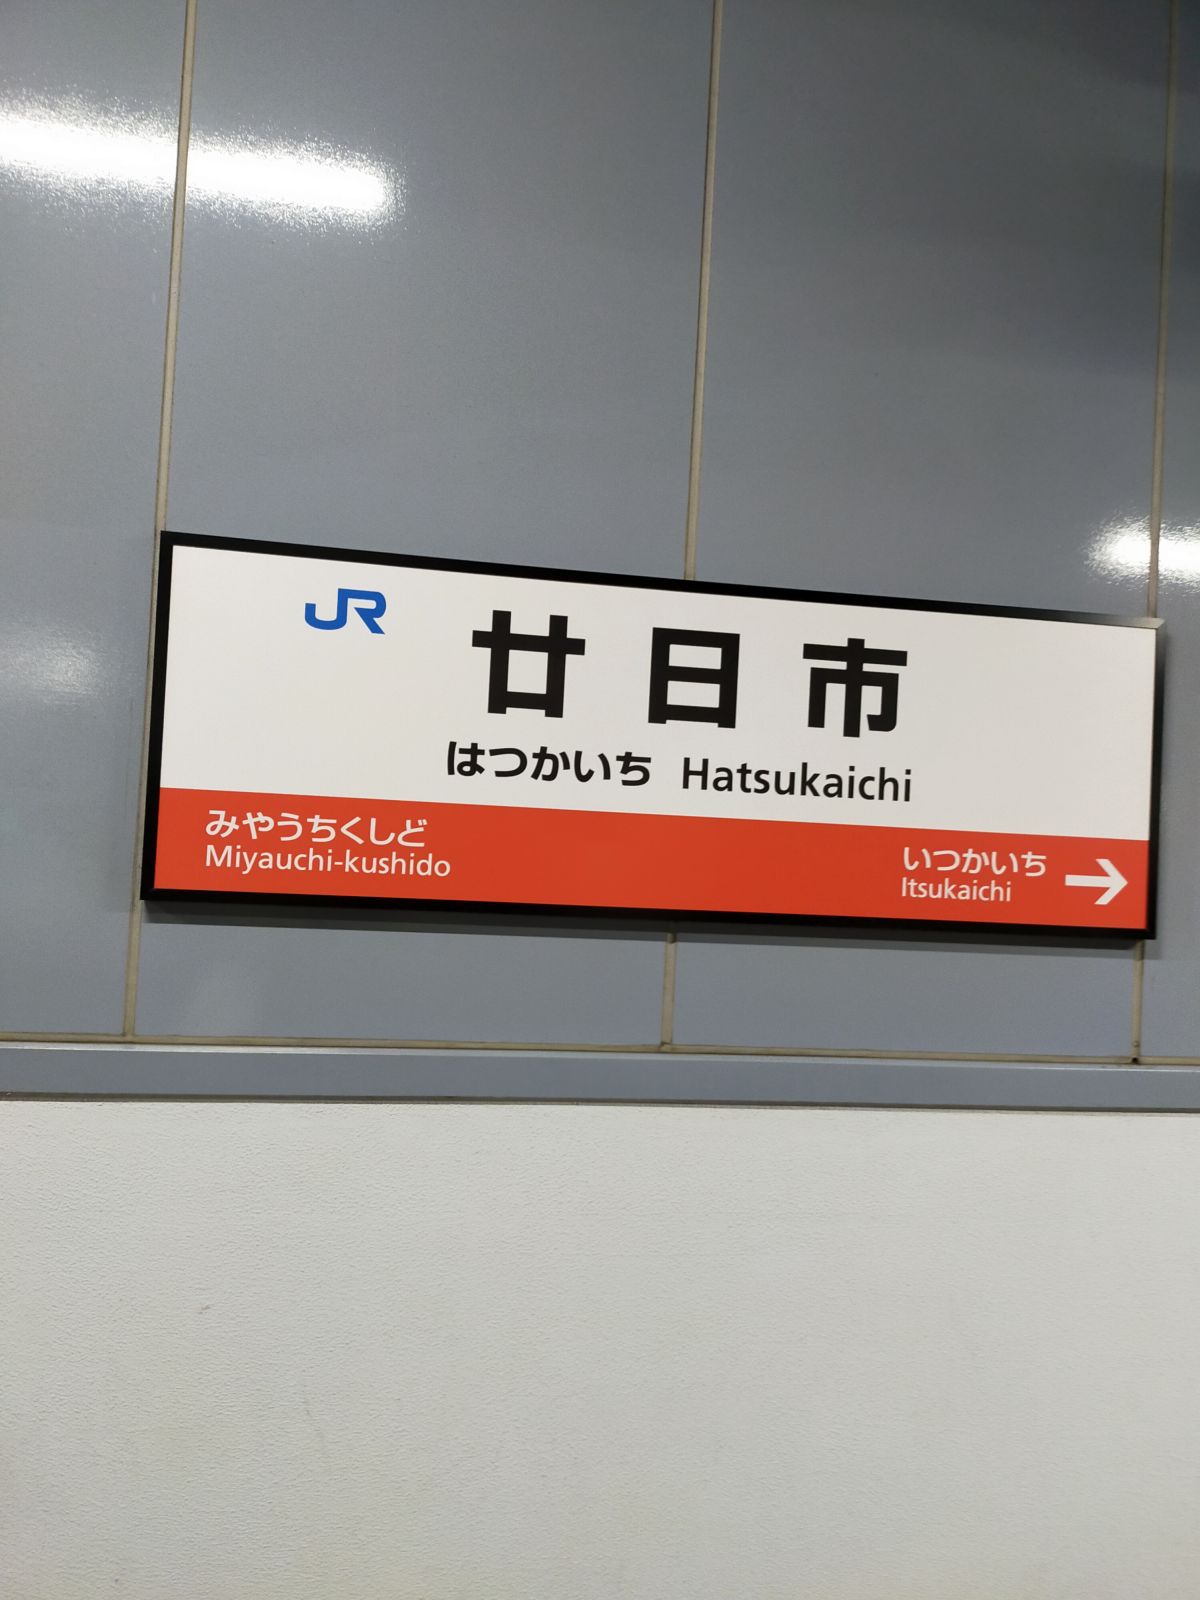 JR
廿日市
はつかいち Hatsukaichi
みやうちくしど
Miyauchi-kushido
いつかいち
Itsukaichi